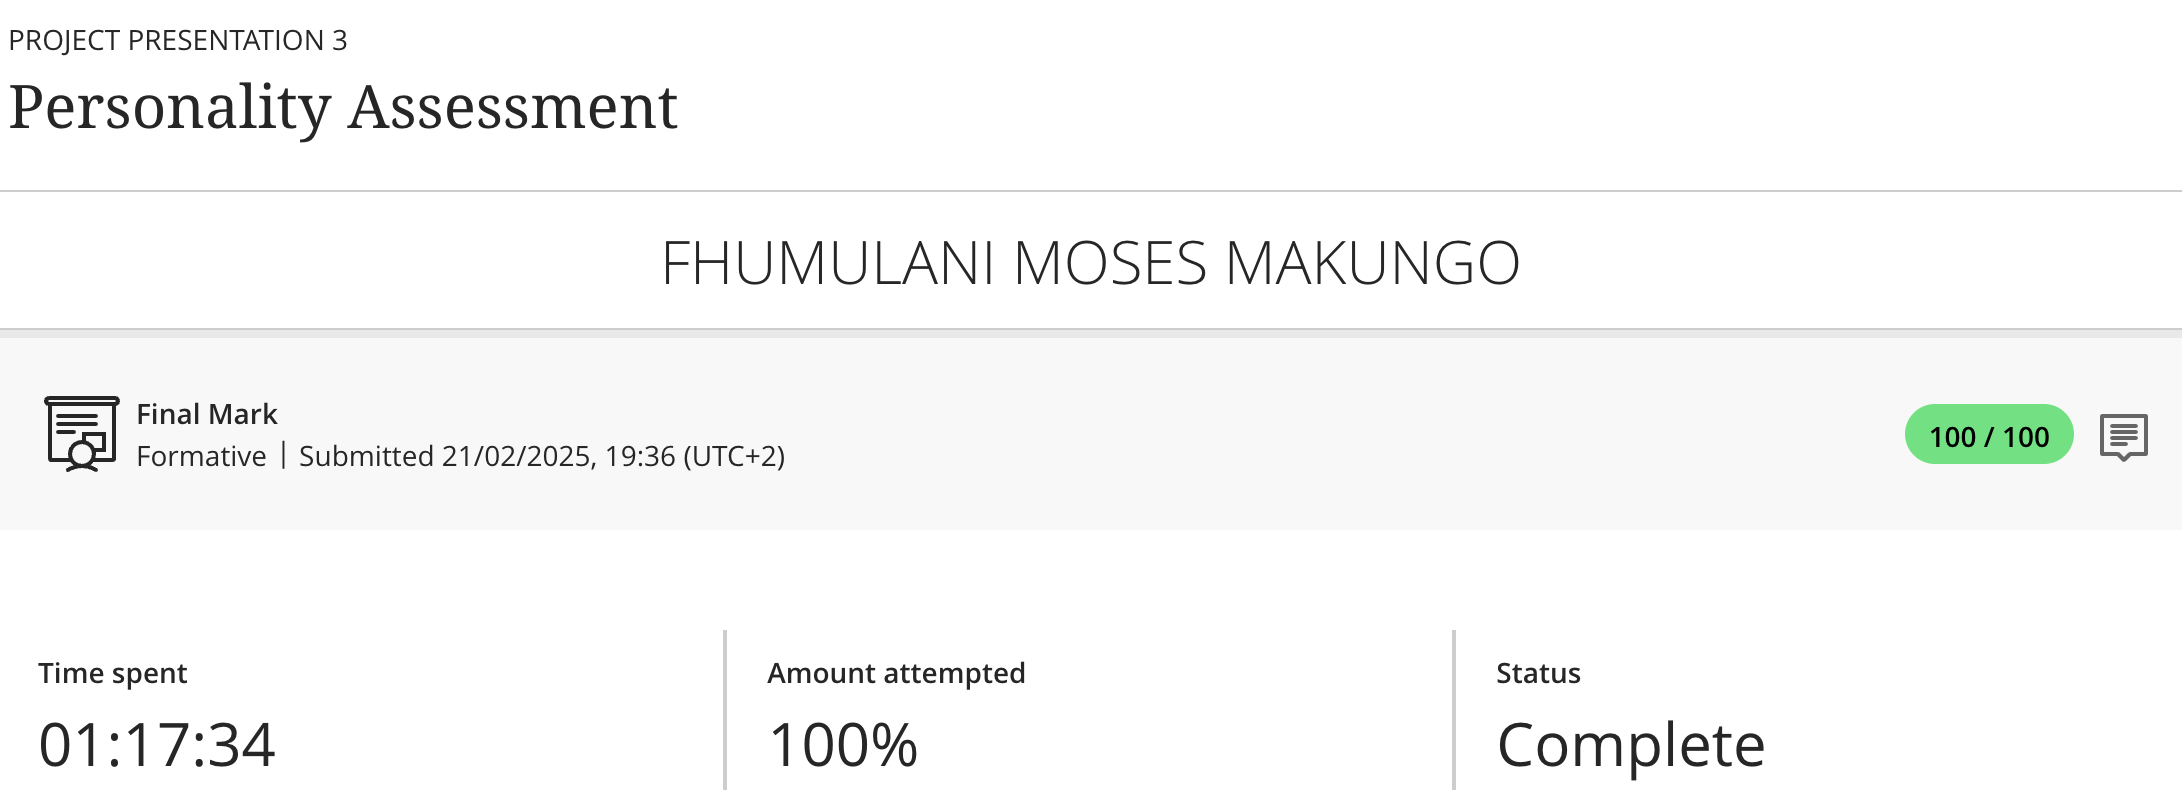 PROJECT PRESENTATION 3
Personality Assessment
FHUMULANI MOSES MAKUNGO
Final Mark
Formative | Submitted 21/02/2025, 19:36 (UTC+2)
100 / 100
Time spent
01:17:34
Amount attempted
100%
Status
Complete